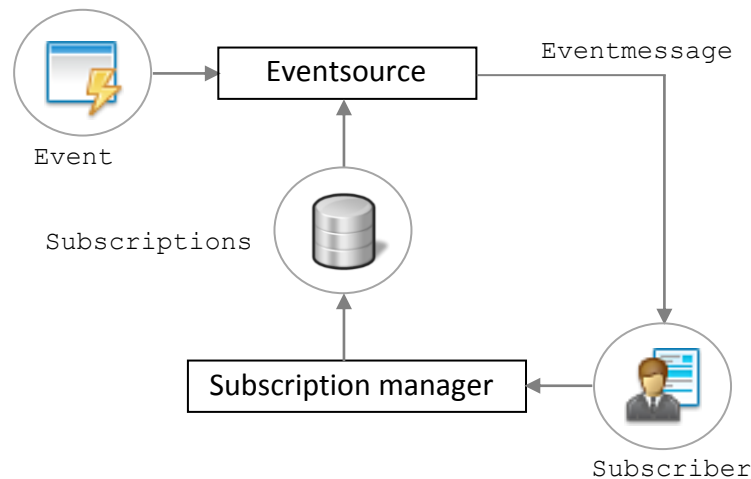 Eventsource
Eventmessage
Event
Subscriptions
Subscription manager
Subscriber